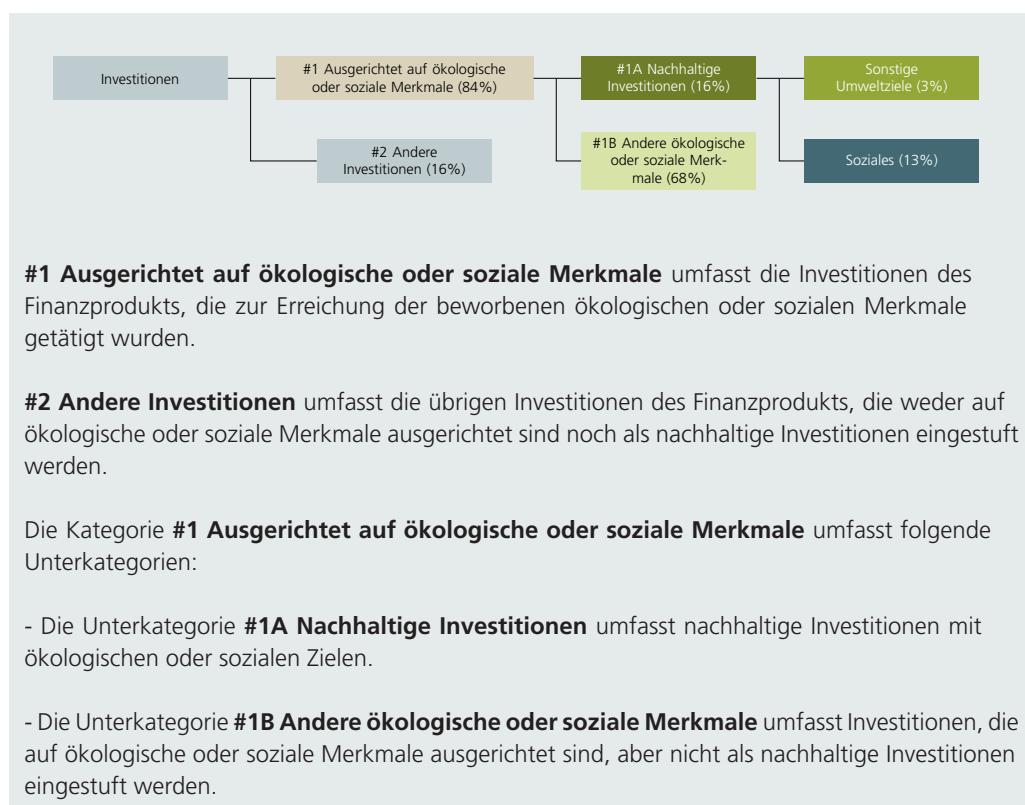 Investitionen
#1 Ausgerichtet auf ökologische
oder soziale Merkmale (84%)
#1A Nachhaltige
Investitionen (16%)
Sonstige
Umweltziele (3%)
#2 Andere
Investitionen (16%)
#1B Andere ökologische
oder soziale Merk-
male (68%)
Soziales (13%)
#1 Ausgerichtet auf ökologische oder soziale Merkmale umfasst die Investitionen des
Finanzprodukts, die zur Erreichung der beworbenen ökologischen oder sozialen Merkmale
getätigt wurden.
#2 Andere Investitionen umfasst die übrigen Investitionen des Finanzprodukts, die weder auf
ökologische oder soziale Merkmale ausgerichtet sind noch als nachhaltige Investitionen eingestuft
werden.
Die Kategorie #1 Ausgerichtet auf ökologische oder soziale Merkmale umfasst folgende
Unterkategorien:
- Die Unterkategorie #1A Nachhaltige Investitionen umfasst nachhaltige Investitionen mit
ökologischen oder sozialen Zielen.
- Die Unterkategorie #1B Andere ökologische oder soziale Merkmale umfasst Investitionen, die
auf ökologische oder soziale Merkmale ausgerichtet sind, aber nicht als nachhaltige Investitionen
eingestuft werden.